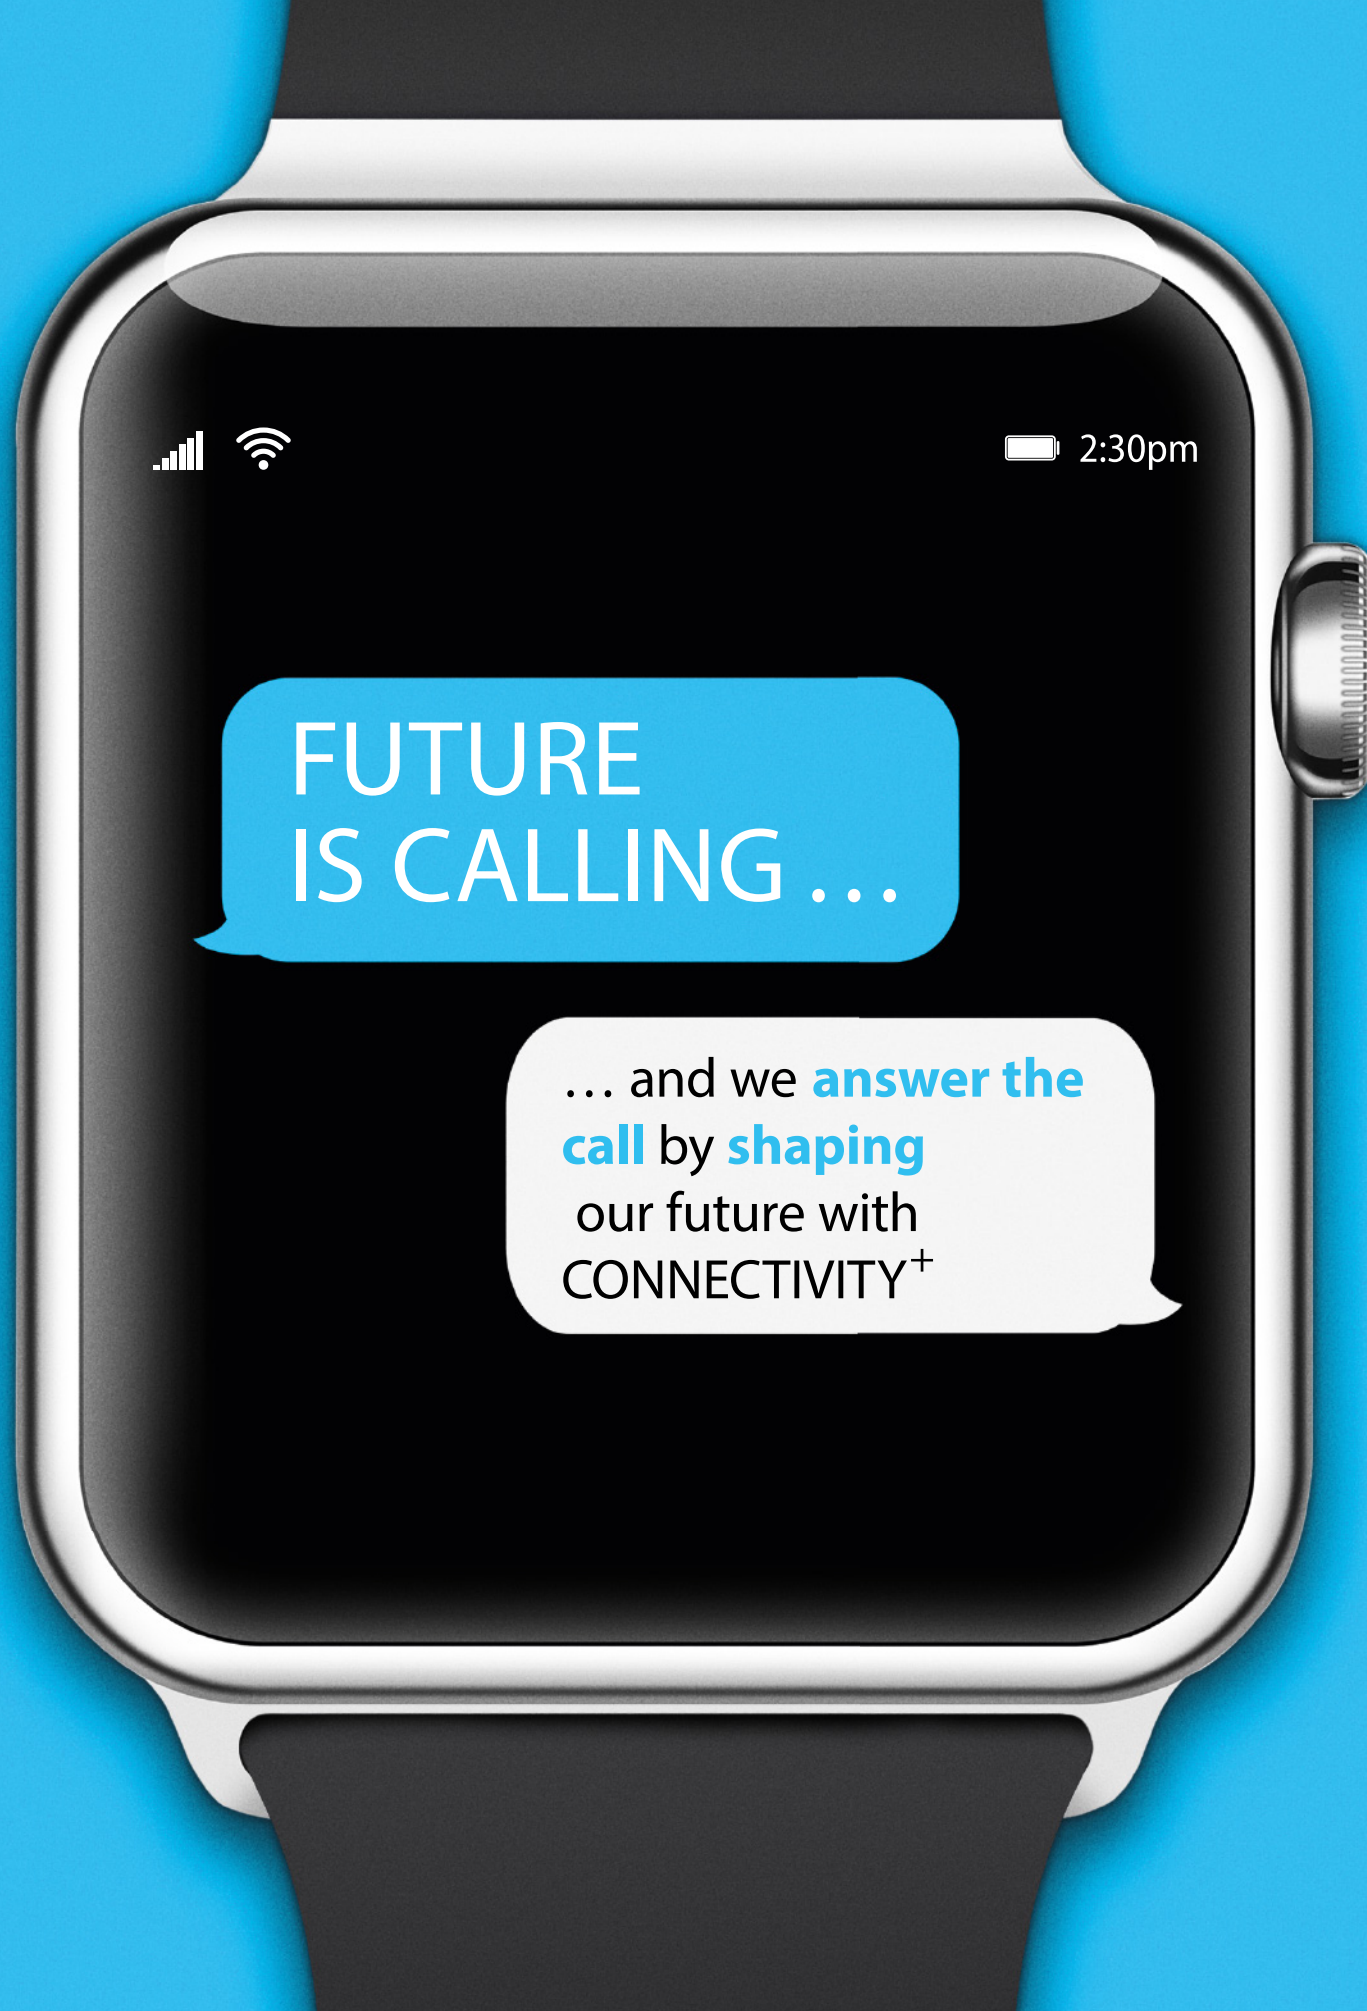 2:30pm
FUTURE
IS CALLING ...
... and we answer the
call by shaping
our future with
CONNECTIVITY+